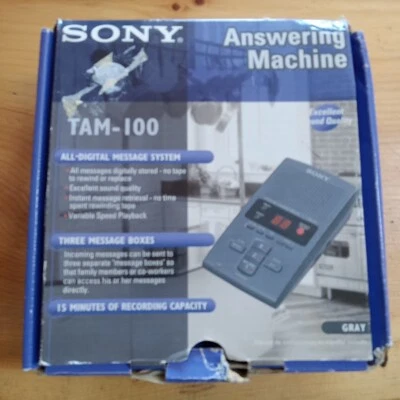 SONY
Answering
Machine
Excellent
Sound Quality
TAM-100
ALL-DIGITAL MESSAGE SYSTEM
• All messages digitally stored - no tape
to rewind or replace
• Excellent sound quality
• Instant message retrieval - no time
spent rewinding tape
• Variable Speed Playback
SONY
THREE MESSAGE BOXES
Incoming messages can be sent to
three separate "message boxes" so
that family members or co-workers
can access his or her messages
directly.
15 MINUTES OF RECORDING CAPACITY
GRAY